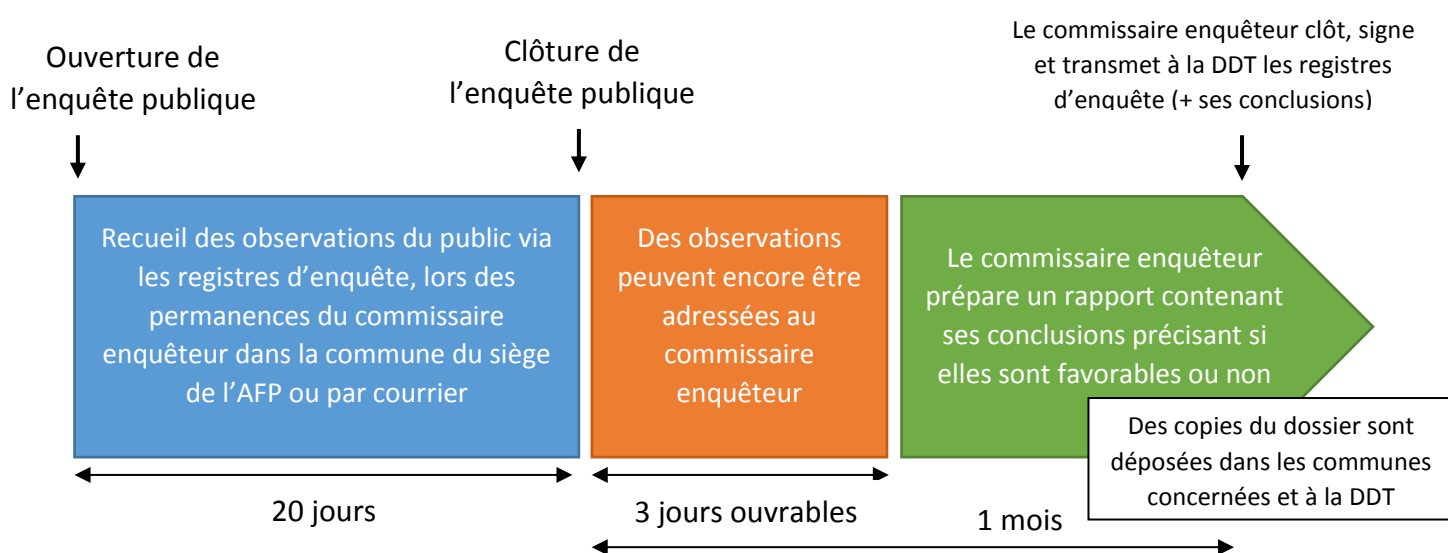 Ouverture de
l’enquête publique
Clôture de
l’enquête publique
Le commissaire enquêteur clôt, signe
et transmet à la DDT les registres
d’enquête (+ ses conclusions)
Recueil des observations du public via
les registres d’enquête, lors des
permanences du commissaire
enquêteur dans la commune du siège
de l’AFP ou par courrier
Des observations
peuvent encore être
adressées au
commissaire
enquêteur
Le commissaire enquêteur
prépare un rapport contenant
ses conclusions précisant si
elles sont favorables ou non
Des copies du dossier sont
déposées dans les communes
concernées et à la DDT
20 jours
3 jours ouvrables
1 mois